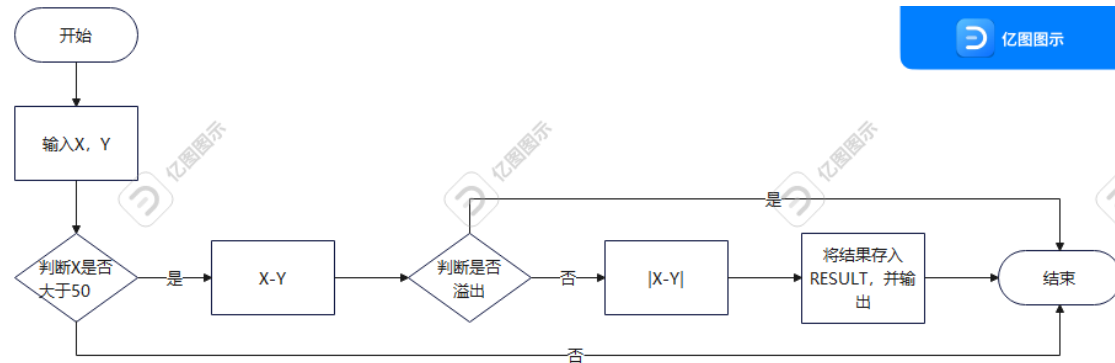 开始
亿图图示
输入X，Y
亿图图示
亿图图示
亿图图示
是
判断X是否
大于50
是
X-Y
判断是否
溢出
否
|X-Y|
将结果存入
RESULT，并输
出
结束
否